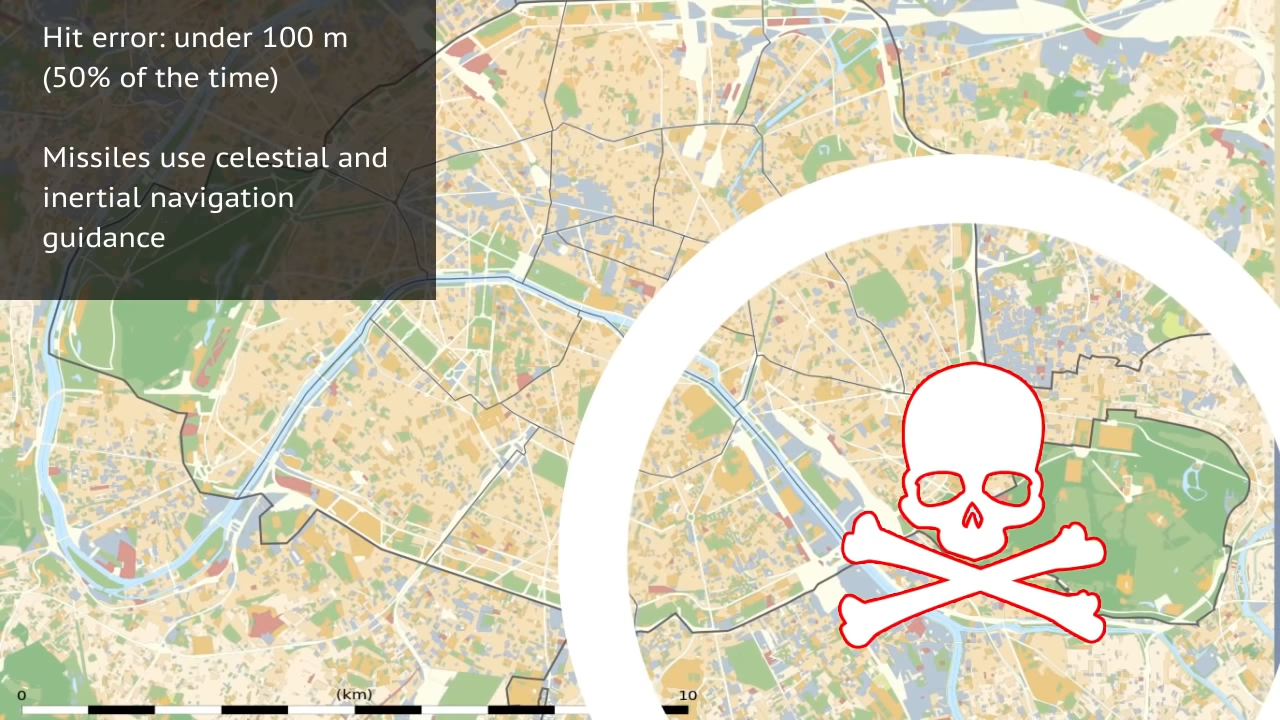 Hit error: under 100 m
(50% of the time)
Missiles use celestial and
inertial navigation
guidance
0 (km) 10